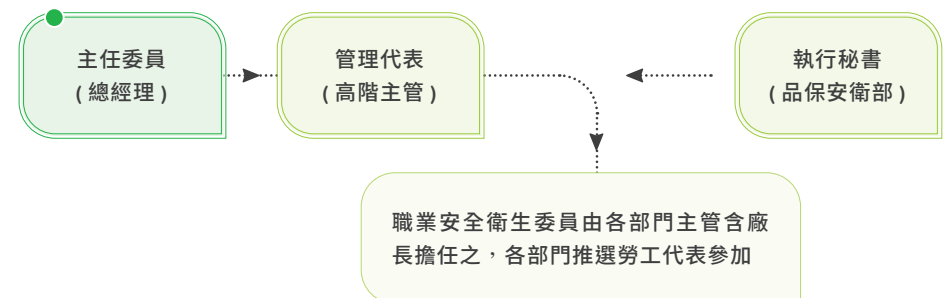 主任委員
( 總經理 )
管理代表
( 高階主管 )
執行秘書
( 品保安衛部 )
職業安全衛生委員由各部門主管含廠
長擔任之，各部門推選勞工代表參加